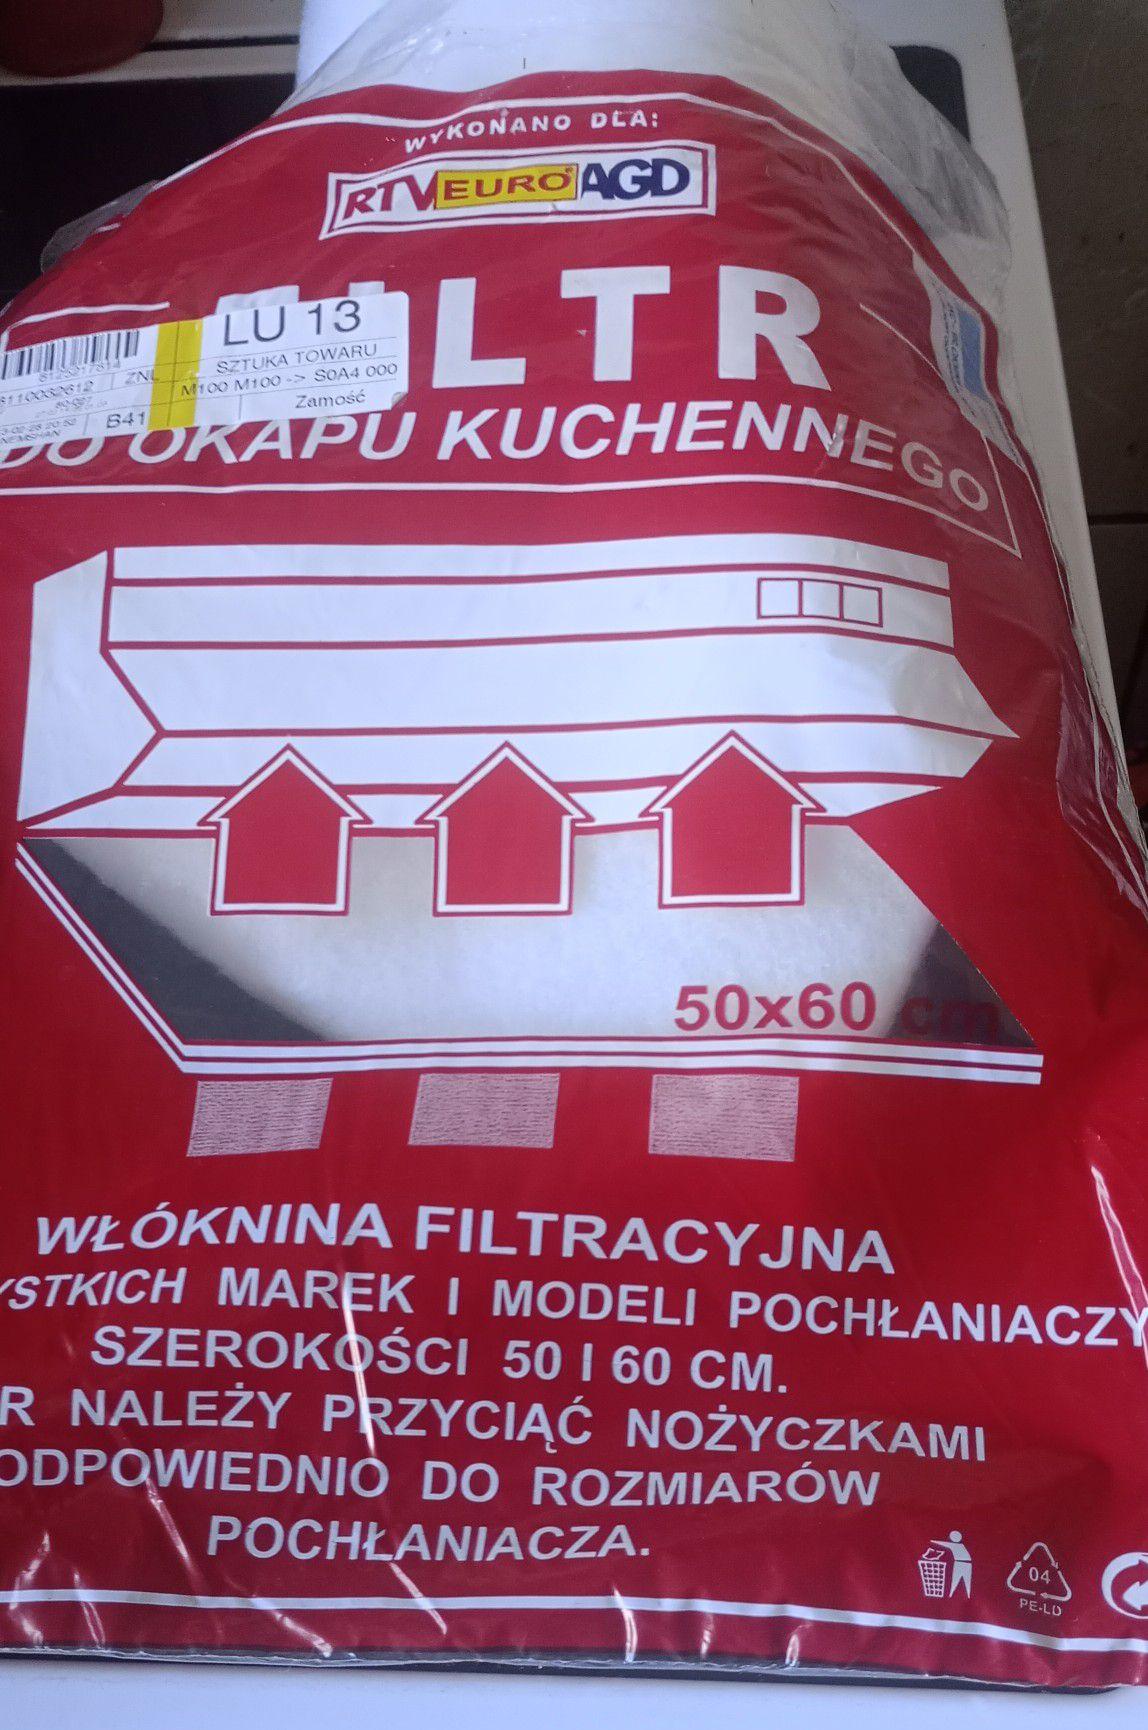 WYKONANO DLA:
RTV EURO AGD
LTR
LU 13
SZTUKA TOWARU
ZNL
M100 M100 -> S0A4 000
B41
Zamość
DO OKAPU KUCHENNEGO
50x60 cm
WŁÓKNINA FILTRACYJNA
YSTKICH MAREK I MODELI POCHŁANIACZY
SZEROKOŚCI 50 I 60 CM.
R NALEŻY PRZYCIĄĆ NOŻYCZKAMI
ODPOWIEDNIO DO ROZMIARÓW
POCHŁANIACZA.
04
PE-LD